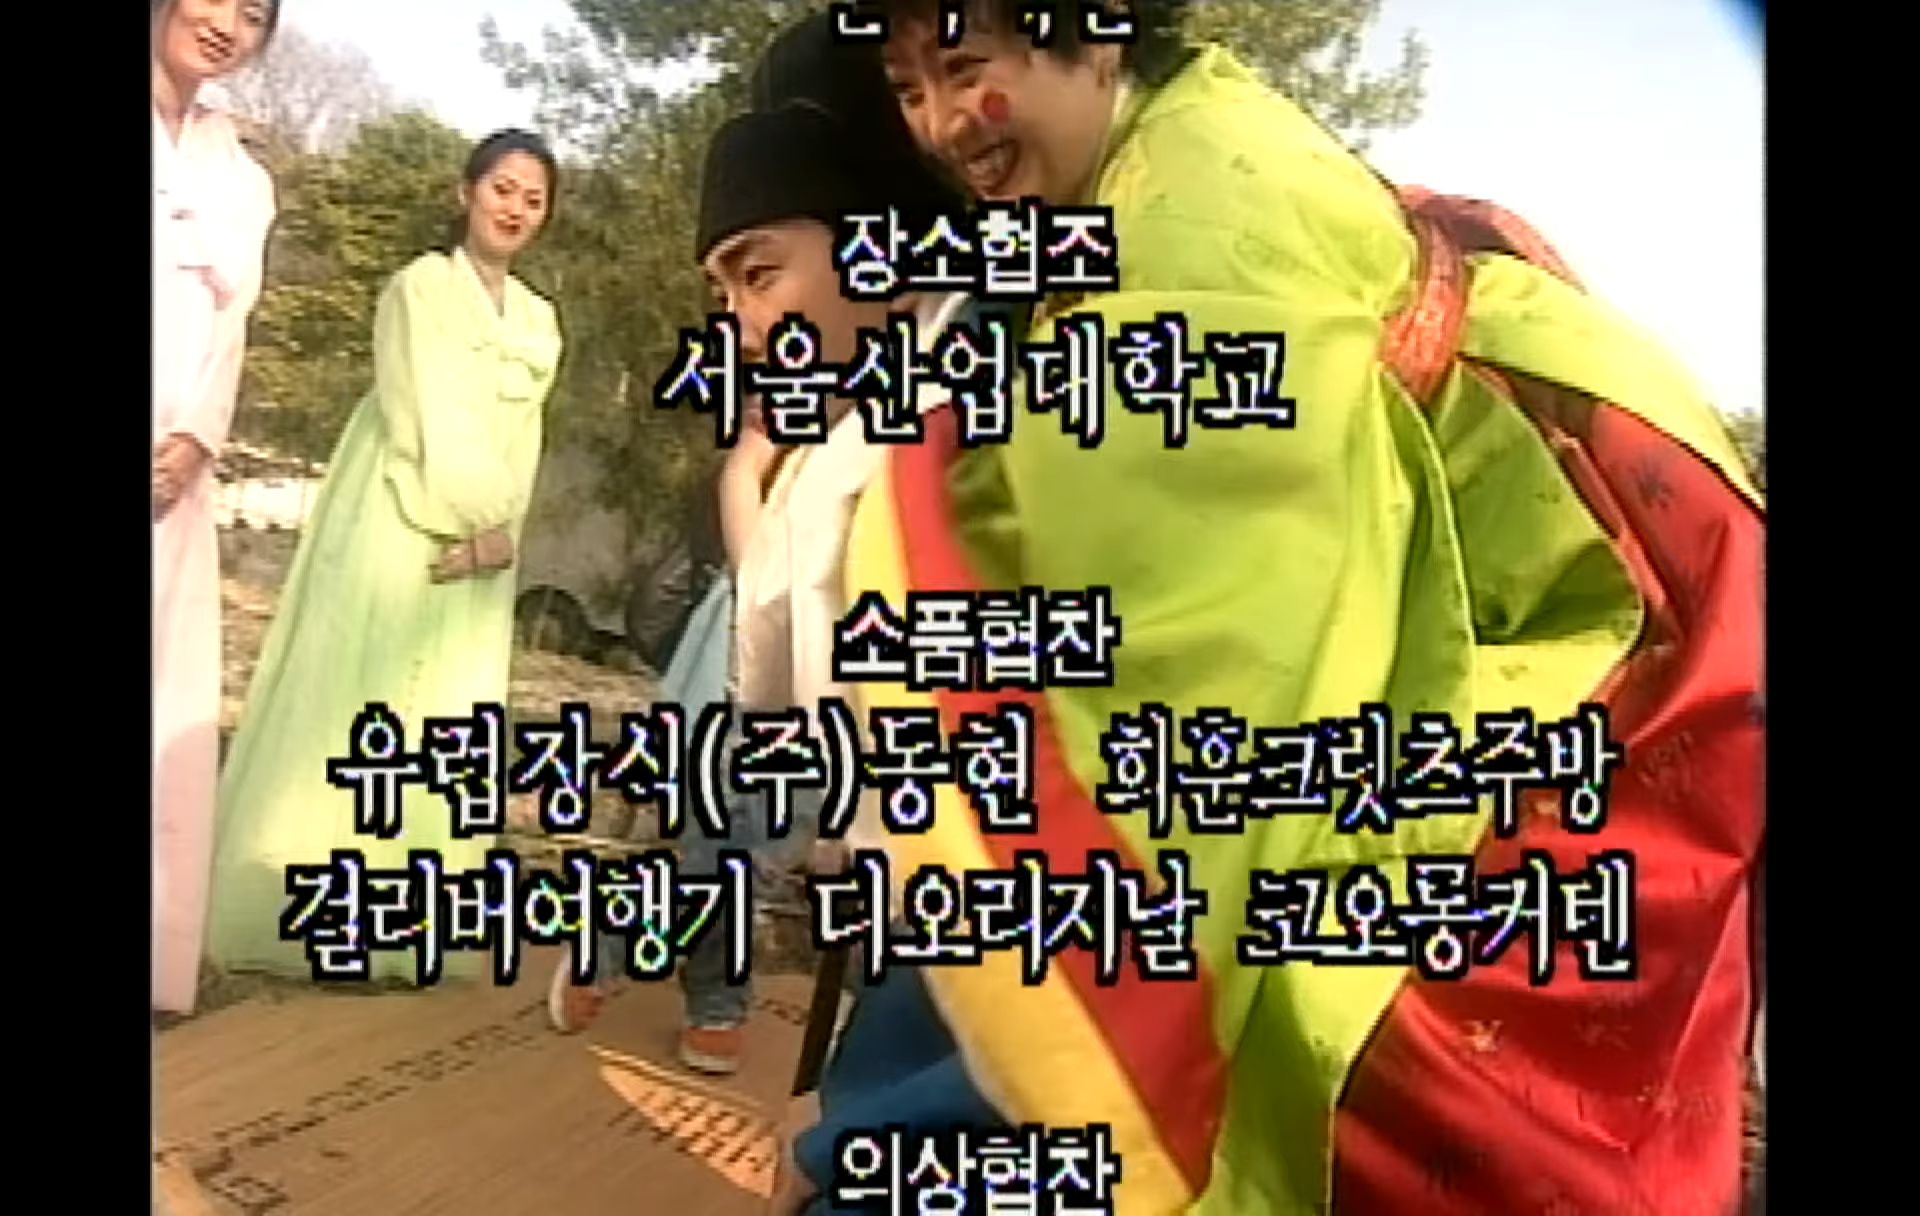 장소협조
서울산업대학교
소품협찬
유럽장식(주)동현 희훈크릿츠주방
걸리버여행기 디오리지날 코오롱커텐
의상협찬